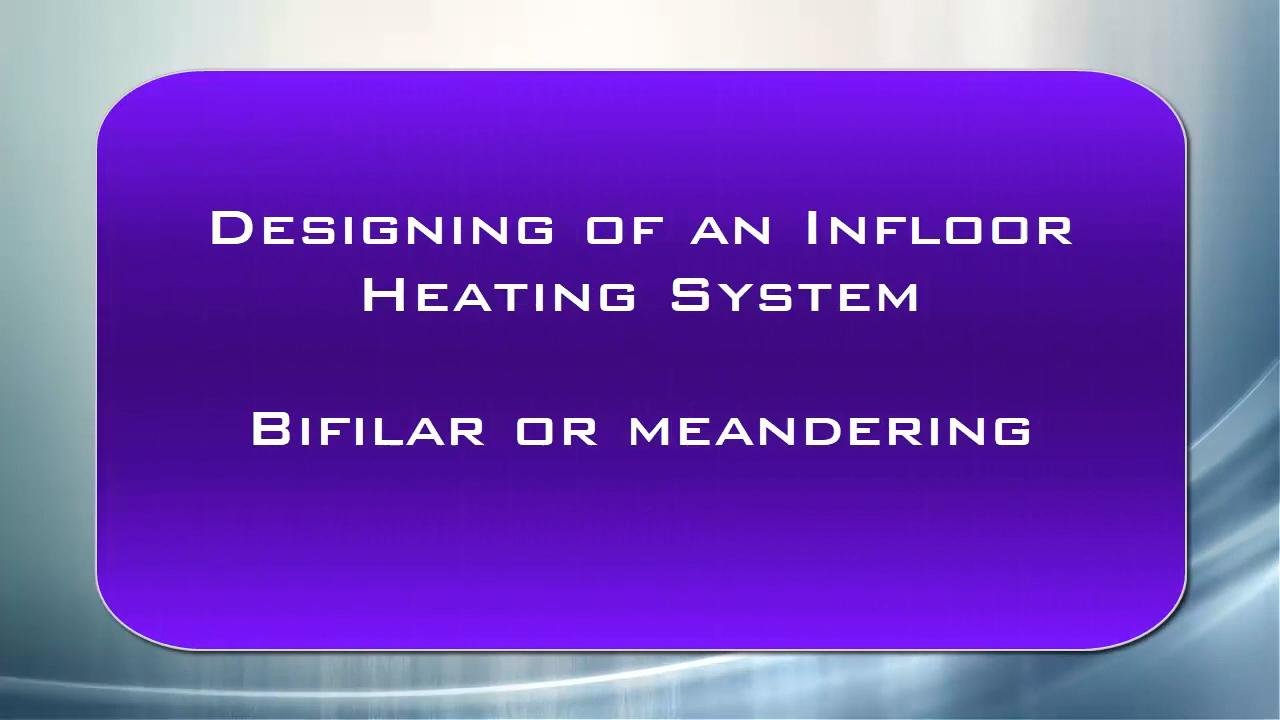 Designing of an Infloor
Heating System
Bifilar or meandering